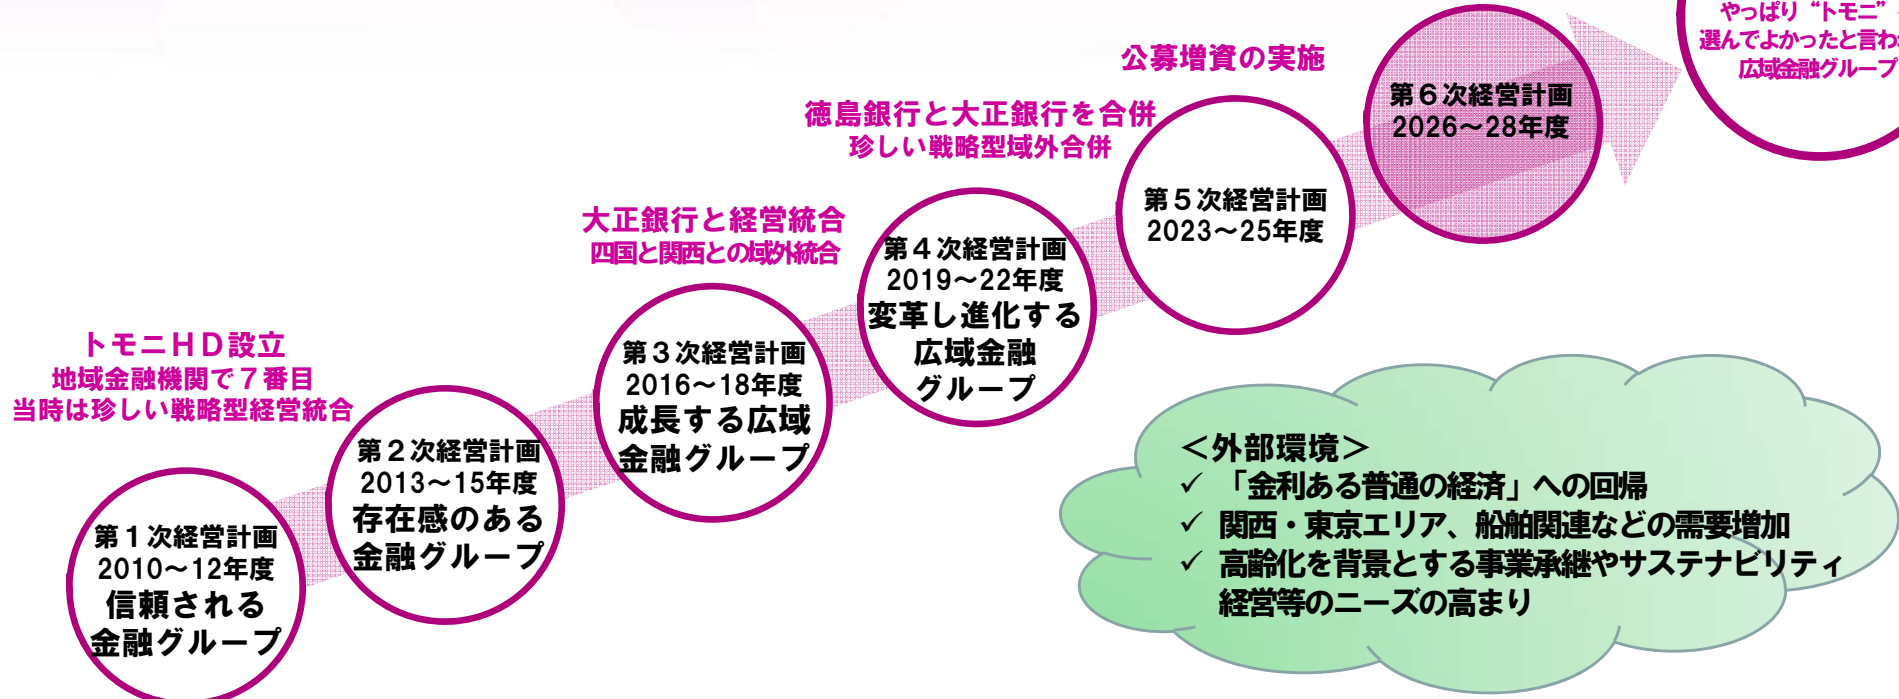 トモニＨＤ設立
地域金融機関で７番目
当時は珍しい戦略型経営統合
第１次経営計画
2010～12年度
信頼される
金融グループ
第２次経営計画
2013～15年度
存在感のある
金融グループ
大正銀行と経営統合
四国と関西との域外統合
第３次経営計画
2016～18年度
成長する広域
金融グループ
徳島銀行と大正銀行を合併
珍しい戦略型域外合併
第４次経営計画
2019～22年度
変革し進化する
広域金融
グループ
公募増資の実施
第５次経営計画
2023～25年度
第６次経営計画
2026～28年度
やっぱり“トモニ”
選んでよかったと言わ
広域金融グループ
＜外部環境＞
✓ 「金利ある普通の経済」への回帰
✓ 関西・東京エリア、船舶関連などの需要増加
✓ 高齢化を背景とする事業承継やサステナビリティ
経営等のニーズの高まり